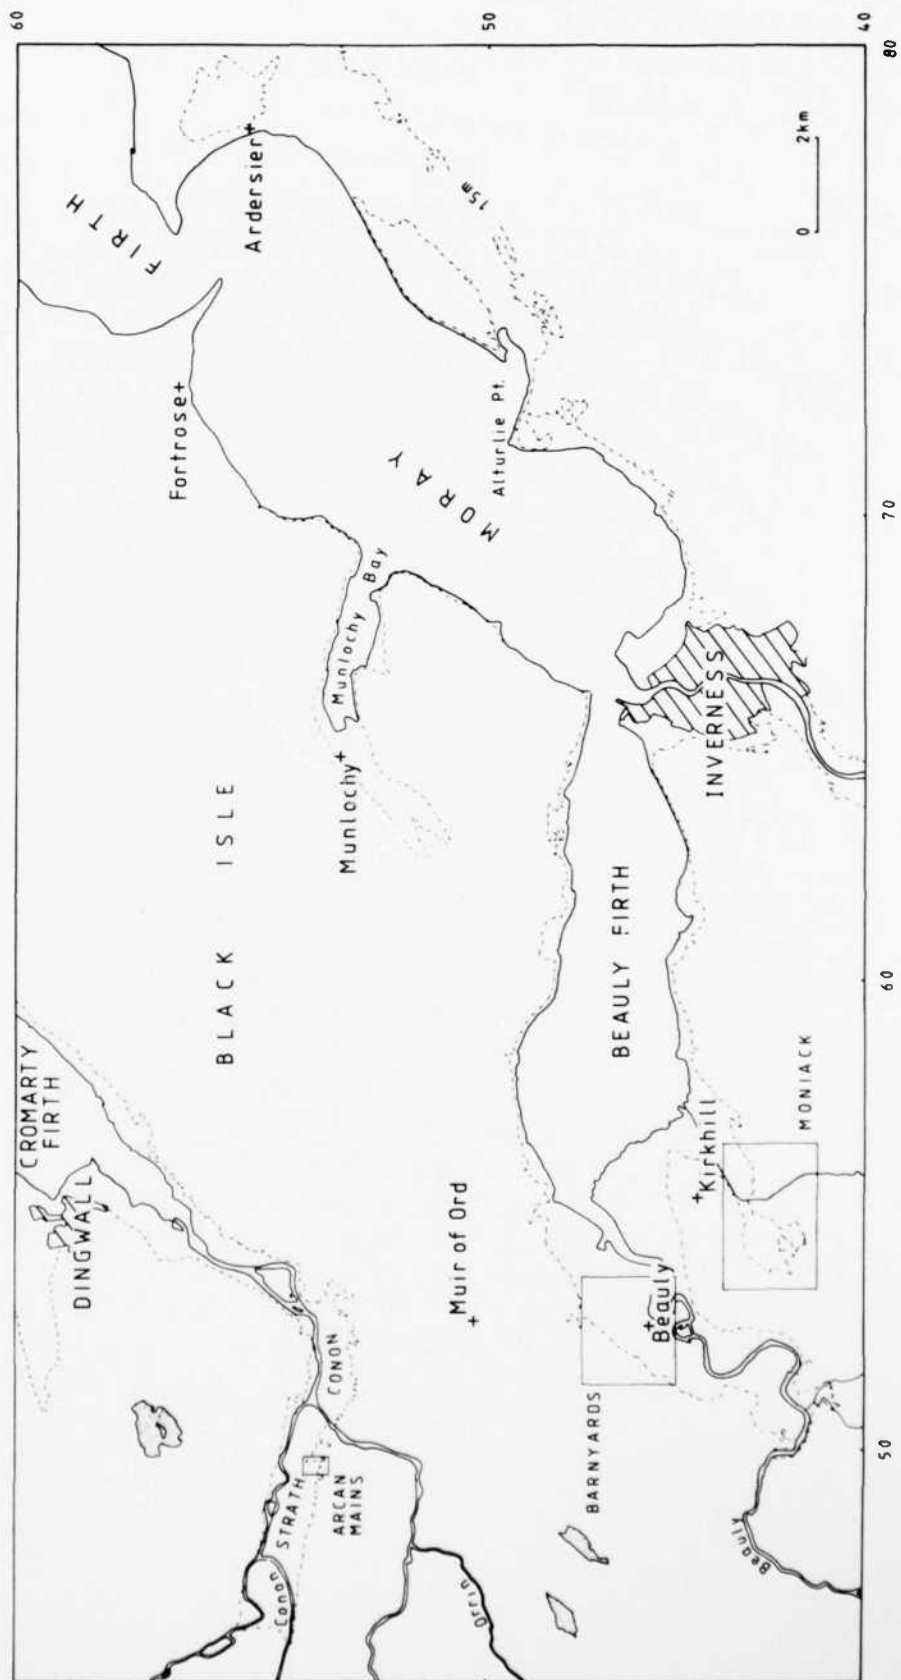 60
50
40
80
70
60
50
FIRTH
Ardersier
15m
2km
0
Fortrose
MORAY
Alturlie Pt.
Munlochy Bay
Munlochy
INVERNESS
BLACK ISLE
BEAULY FIRTH
CROMARTY
FIRTH
DINGWALL
Muir of Ord
Kirkhill
MONIACK
Beauly
BARNYARDS
CONON
STRATH
ARCAN
MAINS
Conon
Orrin
Beauly